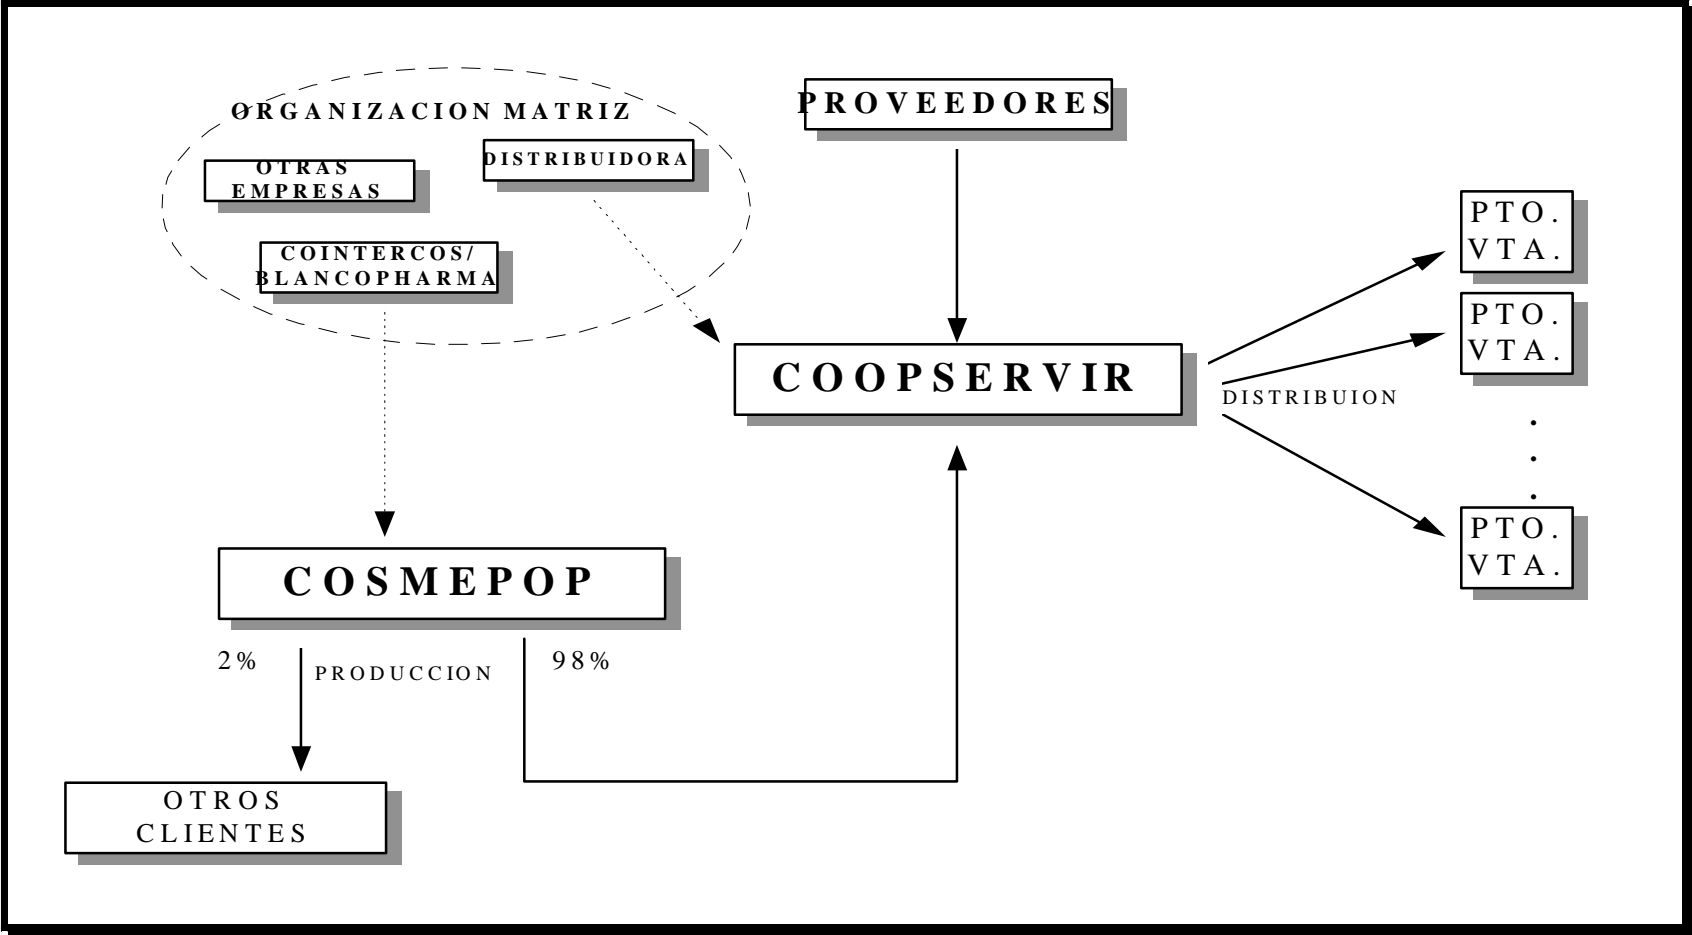 ORGANIZACION MATRIZ
PROVEEDORES
DISTRIBUIDORA
OTRAS
EMPRESAS
COINTERCOS/
BLANCOPHARMA
PTO.
VTA.
PTO.
VTA.
COOPSERVIR
DISTRIBUION
.
.
.
PTO.
VTA.
COSMEPOP
2%
PRODUCCION
98%
OTROS
CLIENTES